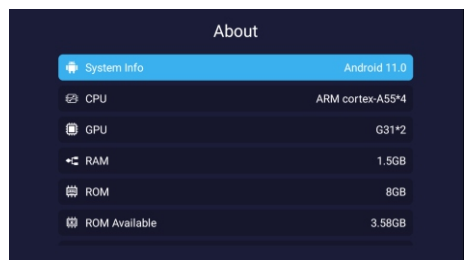 About
System Info Android 11.0
CPU ARM cortex-A55*4
GPU G31*2
RAM 1.5GB
ROM 8GB
ROM Available 3.58GB